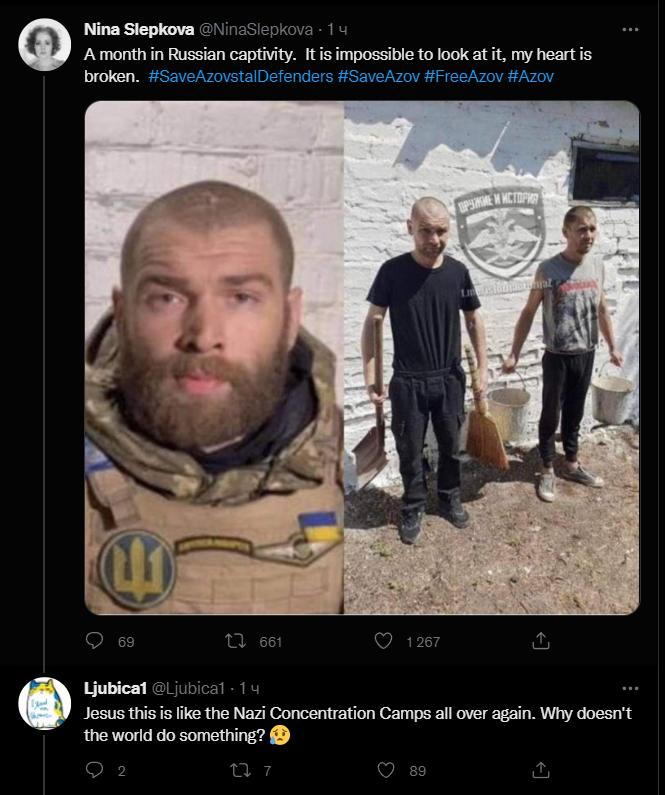 Nina Slepkova @NinaSlepkova · 1 ч
A month in Russian captivity. It is impossible to look at it, my heart is
broken. #SaveAzovstalDefenders #SaveAzov #FreeAzov #Azov
ОРУЖИЕ И ИСТОРИЯ
69
661
1 267
Ljubica1 @Ljubica1 · 1 ч
Jesus this is like the Nazi Concentration Camps all over again. Why doesn't
the world do something? 😥
2
7
89